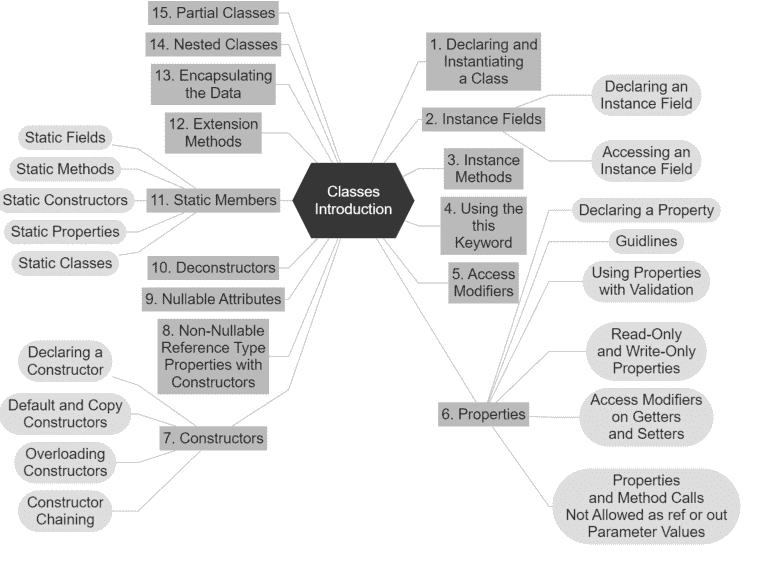 Classes
Introduction
1. Declaring and
Instantiating
a Class
2. Instance Fields
Declaring an
Instance Field
Accessing an
Instance Field
3. Instance
Methods
4. Using the
this
Keyword
5. Access
Modifiers
6. Properties
Declaring a Property
Guidlines
Using Properties
with Validation
Read-Only
and Write-Only
Properties
Access Modifiers
on Getters
and Setters
Properties
and Method Calls
Not Allowed as ref or out
Parameter Values
7. Constructors
Declaring a
Constructor
Default and Copy
Constructors
Overloading
Constructors
Constructor
Chaining
8. Non-Nullable
Reference Type
Properties with
Constructors
9. Nullable Attributes
10. Deconstructors
11. Static Members
Static Fields
Static Methods
Static Constructors
Static Properties
Static Classes
12. Extension
Methods
13. Encapsulating
the Data
14. Nested Classes
15. Partial Classes